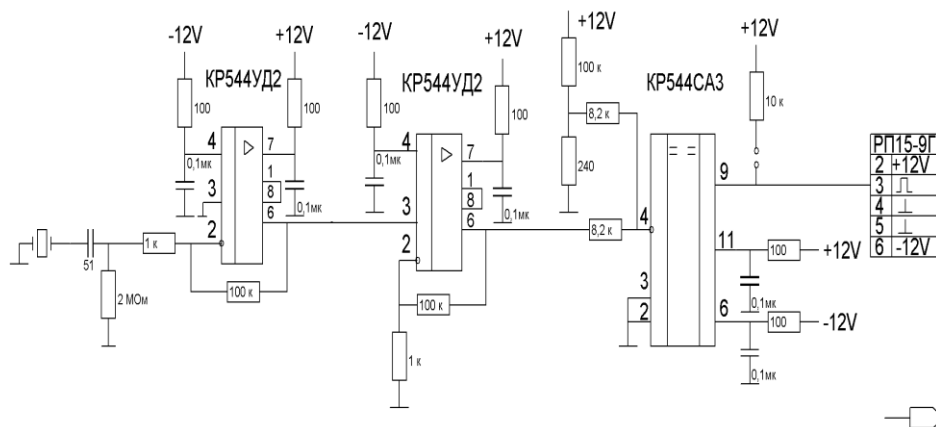 -12V
+12V
КР544УД2
100
100
4
7
0,1мк
1
8
0,1мк
3
6
2
1 к
51
2 МОм
100 к
-12V
+12V
КР544УД2
100
100
4
7
0,1мк
1
8
0,1мк
3
6
2
100 к
1 к
+12V
100 к
8,2 к
240
8,2 к
КР544СА3
+12V
10 к
9
4
11
100
+12V
3
0,1мк
2
6
100
-12V
0,1мк
РП15-9Г
2 +12V
3
4
5
6 -12V